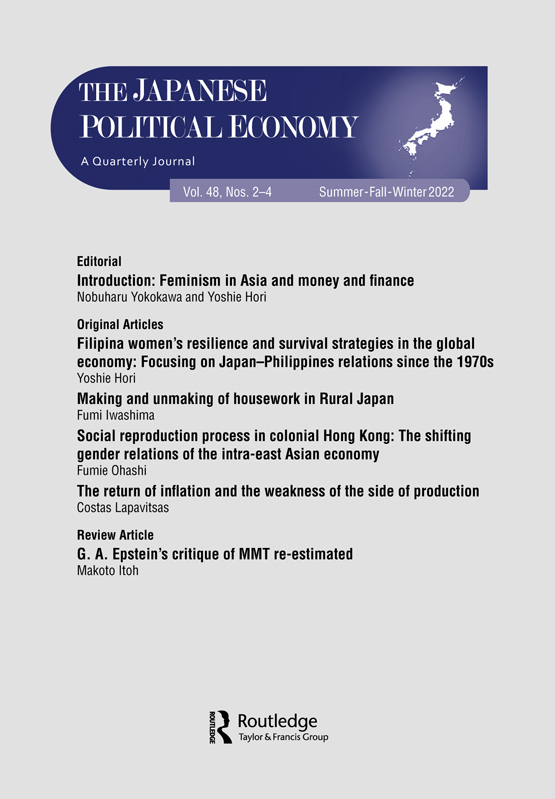 THE JAPANESE
POLITICAL ECONOMY
A Quarterly Journal
Vol. 48, Nos. 2–4 Summer-Fall-Winter 2022
Editorial
Introduction: Feminism in Asia and money and finance
Nobuharu Yokokawa and Yoshie Hori
Original Articles
Filipina women's resilience and survival strategies in the global
economy: Focusing on Japan–Philippines relations since the 1970s
Yoshie Hori
Making and unmaking of housework in Rural Japan
Fumi Iwashima
Social reproduction process in colonial Hong Kong: The shifting
gender relations of the intra-east Asian economy
Fumie Ohashi
The return of inflation and the weakness of the side of production
Costas Lapavitsas
Review Article
G. A. Epstein's critique of MMT re-estimated
Makoto Itoh
ROUTLEDGE
Routledge
Taylor & Francis Group